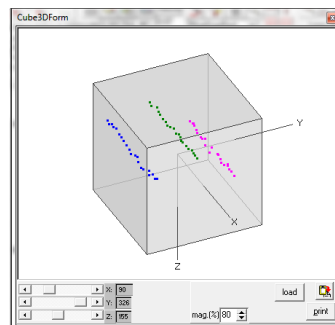 Cube3DForm
Y
X
Z
X: 90
Y: 326
Z: 155
load
mag.(%) 80
print